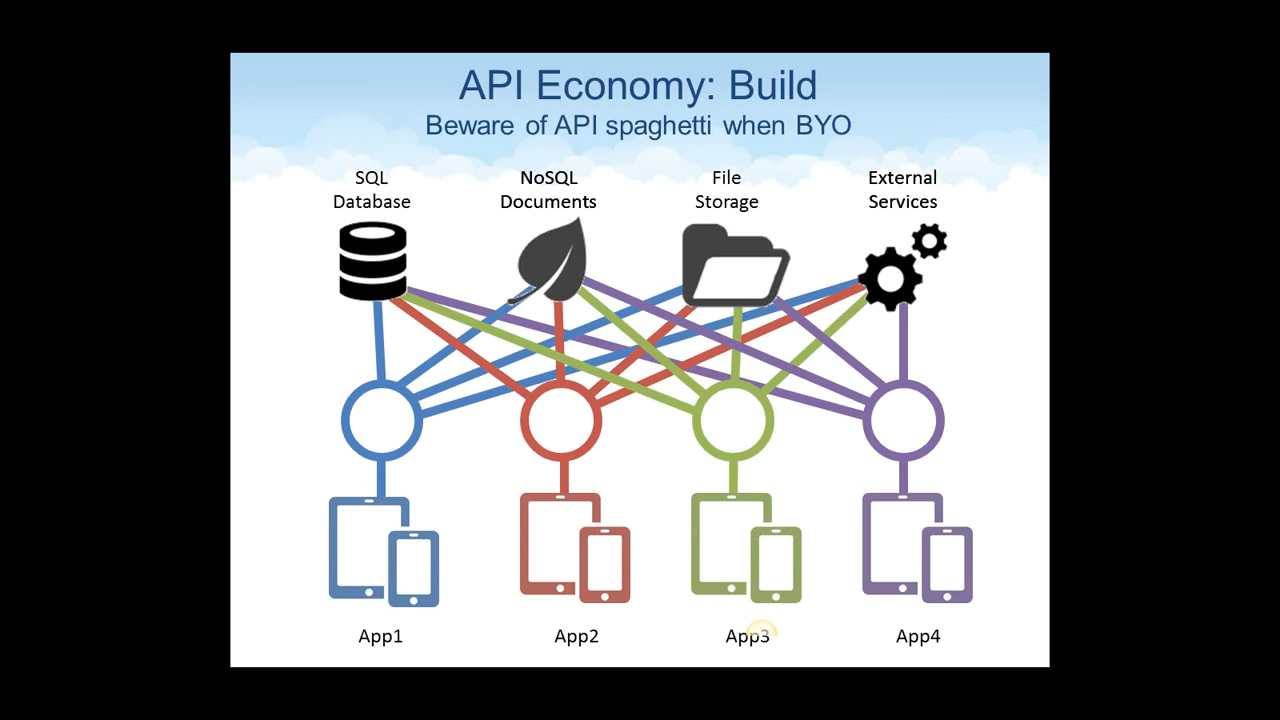 API Economy: Build
Beware of API spaghetti when BYO
SQL
Database
NoSQL
Documents
File
Storage
External
Services
App1
App2
App3
App4